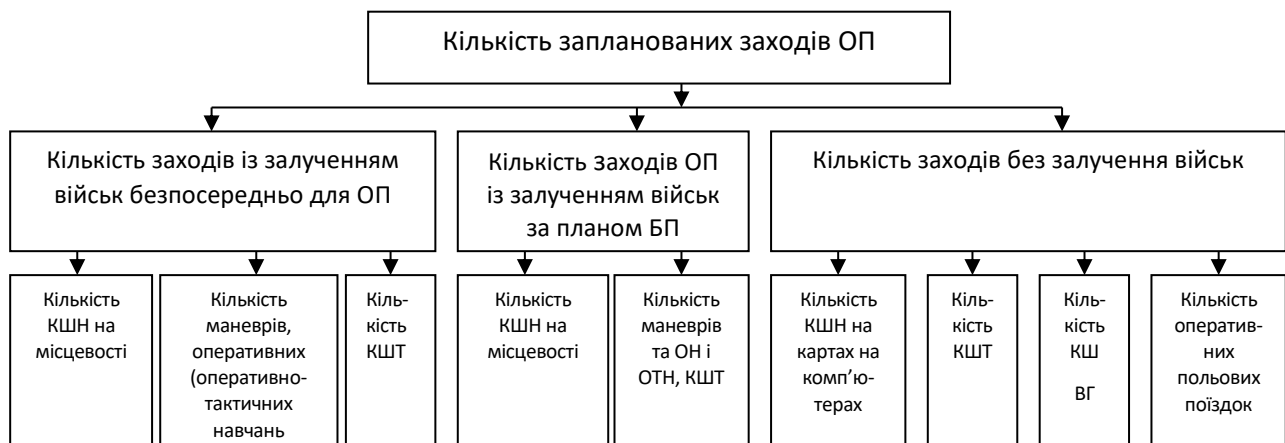 Кількість запланованих заходів ОП
Кількість заходів із залученням
військ безпосередньо для ОП
Кількість заходів ОП
із залученням військ
за планом БП
Кількість заходів без залучення військ
Кількість
КШН на
місцевості
Кількість
маневрів,
оперативних
(оперативно-
тактичних
навчань
Кіль-
кість
КШТ
Кількість
КШН на
місцевості
Кількість
маневрів
та ОН і
ОТН, КШТ
Кількість
КШН на
картах на
комп’ю-
терах
Кіль-
кість
КШТ
Кіль-
кість
КШ
ВГ
Кількість
оператив-
них
польових
поїздок